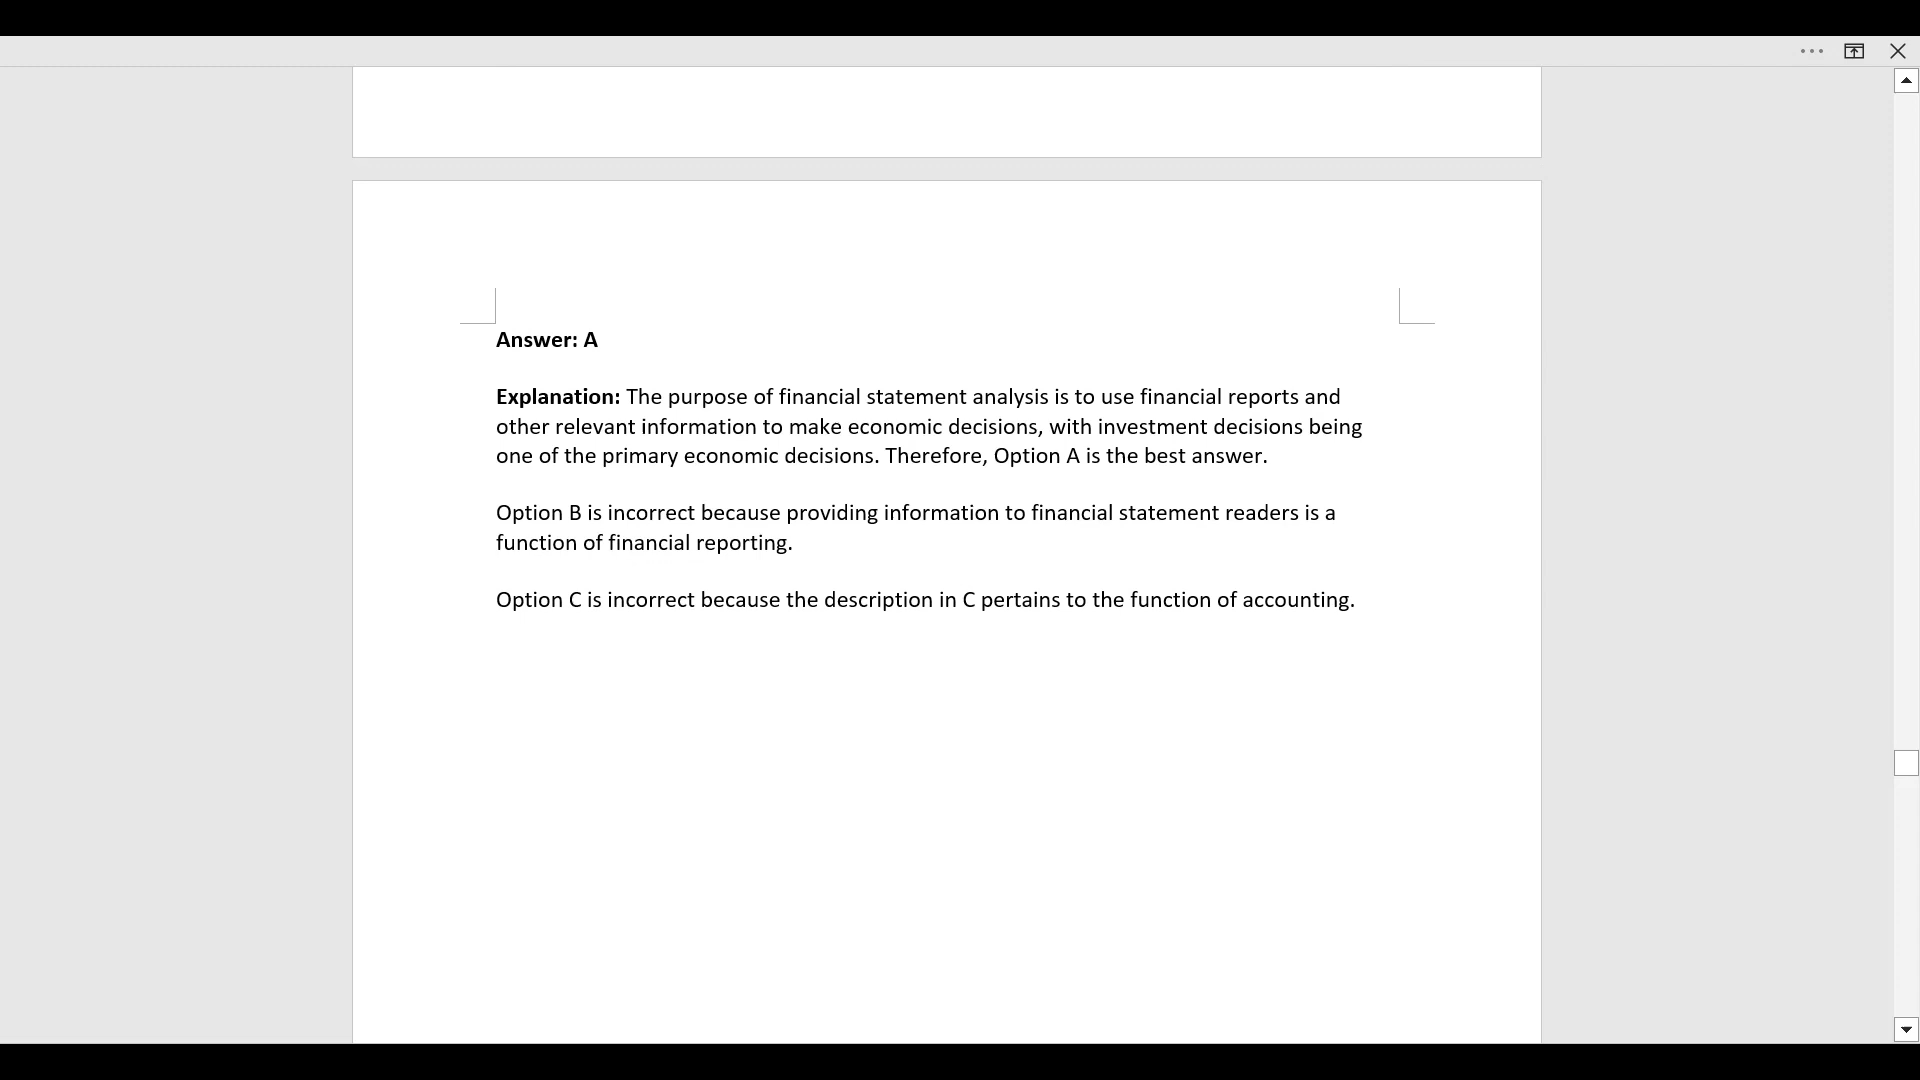 Answer: A
Explanation: The purpose of financial statement analysis is to use financial reports and
other relevant information to make economic decisions, with investment decisions being
one of the primary economic decisions. Therefore, Option A is the best answer.
Option B is incorrect because providing information to financial statement readers is a
function of financial reporting.
Option C is incorrect because the description in C pertains to the function of accounting.